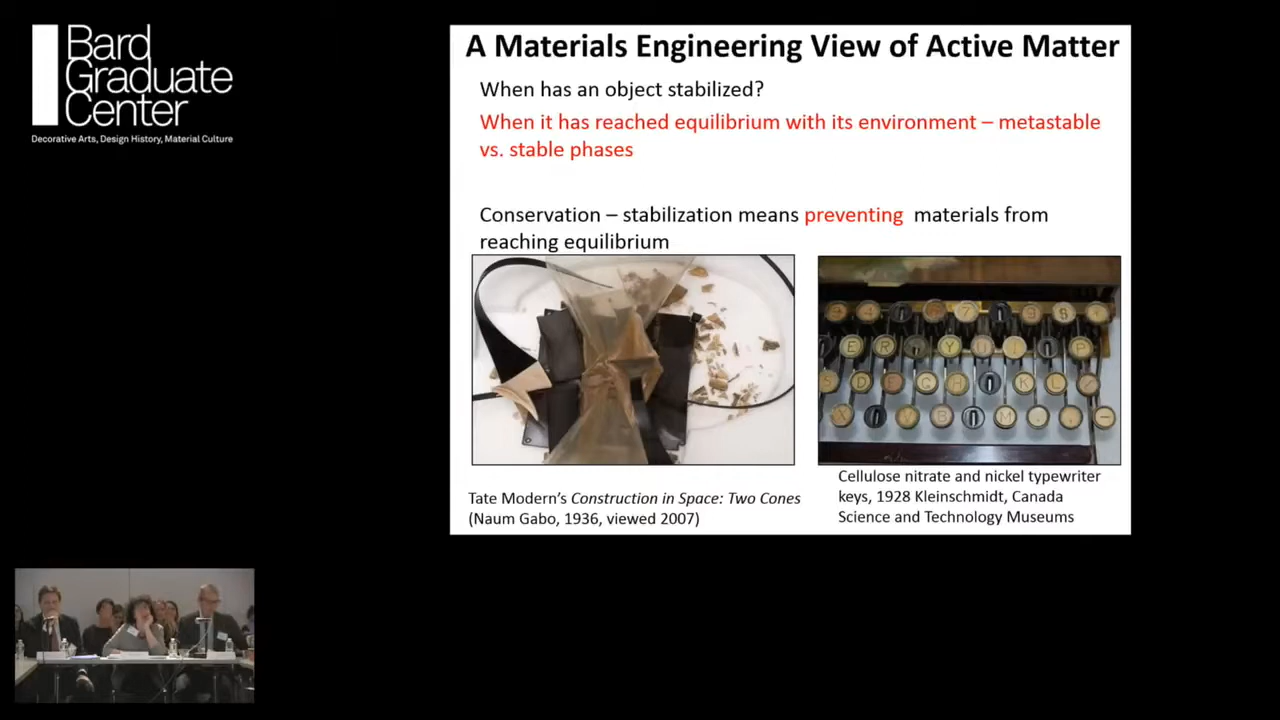 Bard
Graduate
Center
Decorative Arts, Design History, Material Culture
A Materials Engineering View of Active Matter
When has an object stabilized?
When it has reached equilibrium with its environment – metastable
vs. stable phases
Conservation – stabilization means preventing materials from
reaching equilibrium
Tate Modern's Construction in Space: Two Cones
(Naum Gabo, 1936, viewed 2007)
Cellulose nitrate and nickel typewriter
keys, 1928 Kleinschmidt, Canada
Science and Technology Museums